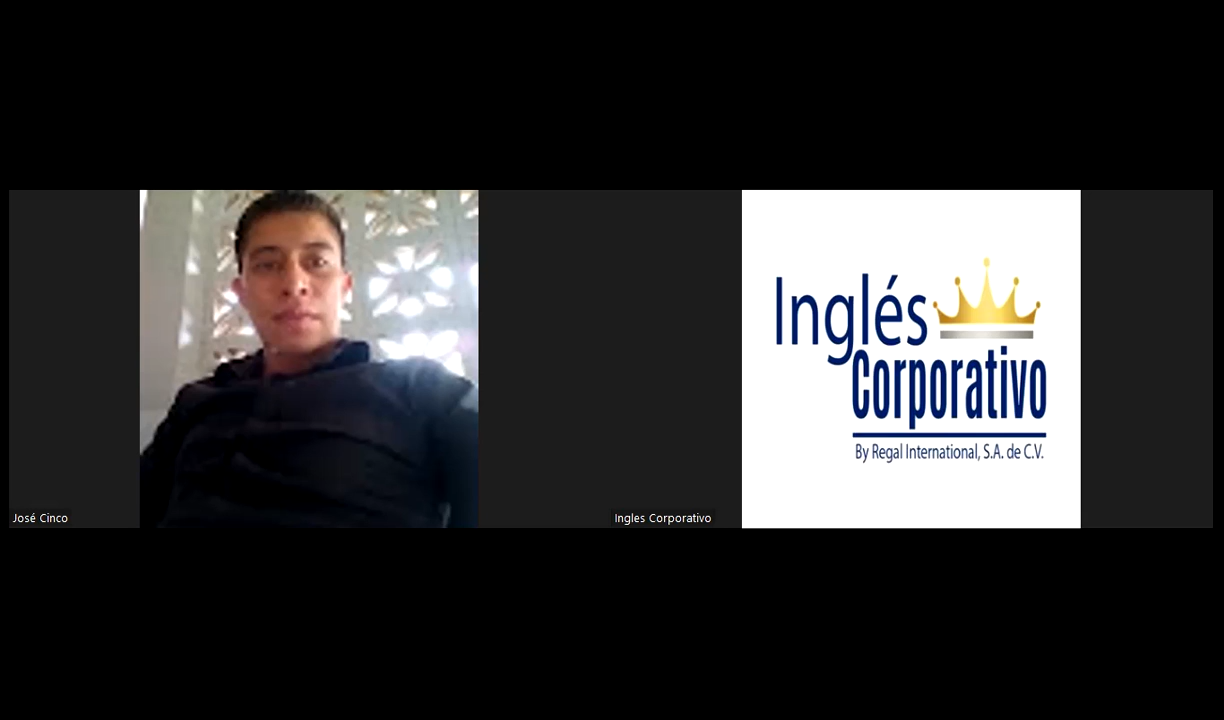 José Cinco
Inglés
Corporativo
By Regal International, S.A. de C.V.
Ingles Corporativo